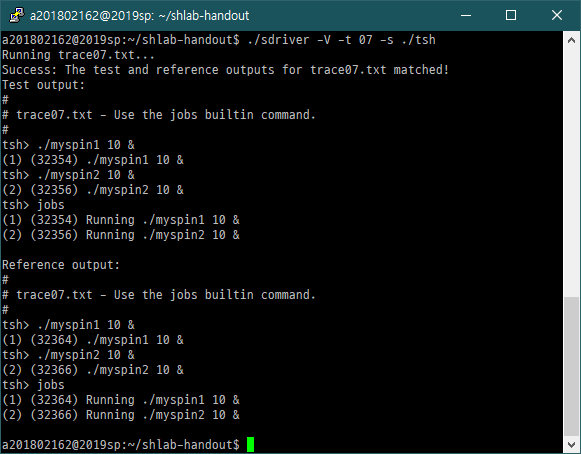 a201802162@2019sp: ~/shlab-handout
a201802162@2019sp:~/shlab-handout$ ./sdriver -V -t 07 -s ./tsh
Running trace07.txt...
Success: The test and reference outputs for trace07.txt matched!
Test output:
#
# trace07.txt - Use the jobs builtin command.
#
tsh> ./myspin1 10 &
(1) (32354) ./myspin1 10 &
tsh> ./myspin2 10 &
(2) (32356) ./myspin2 10 &
tsh> jobs
(1) (32354) Running ./myspin1 10 &
(2) (32356) Running ./myspin2 10 &

Reference output:
#
# trace07.txt - Use the jobs builtin command.
#
tsh> ./myspin1 10 &
(1) (32364) ./myspin1 10 &
tsh> ./myspin2 10 &
(2) (32366) ./myspin2 10 &
tsh> jobs
(1) (32364) Running ./myspin1 10 &
(2) (32366) Running ./myspin2 10 &

a201802162@2019sp:~/shlab-handout$